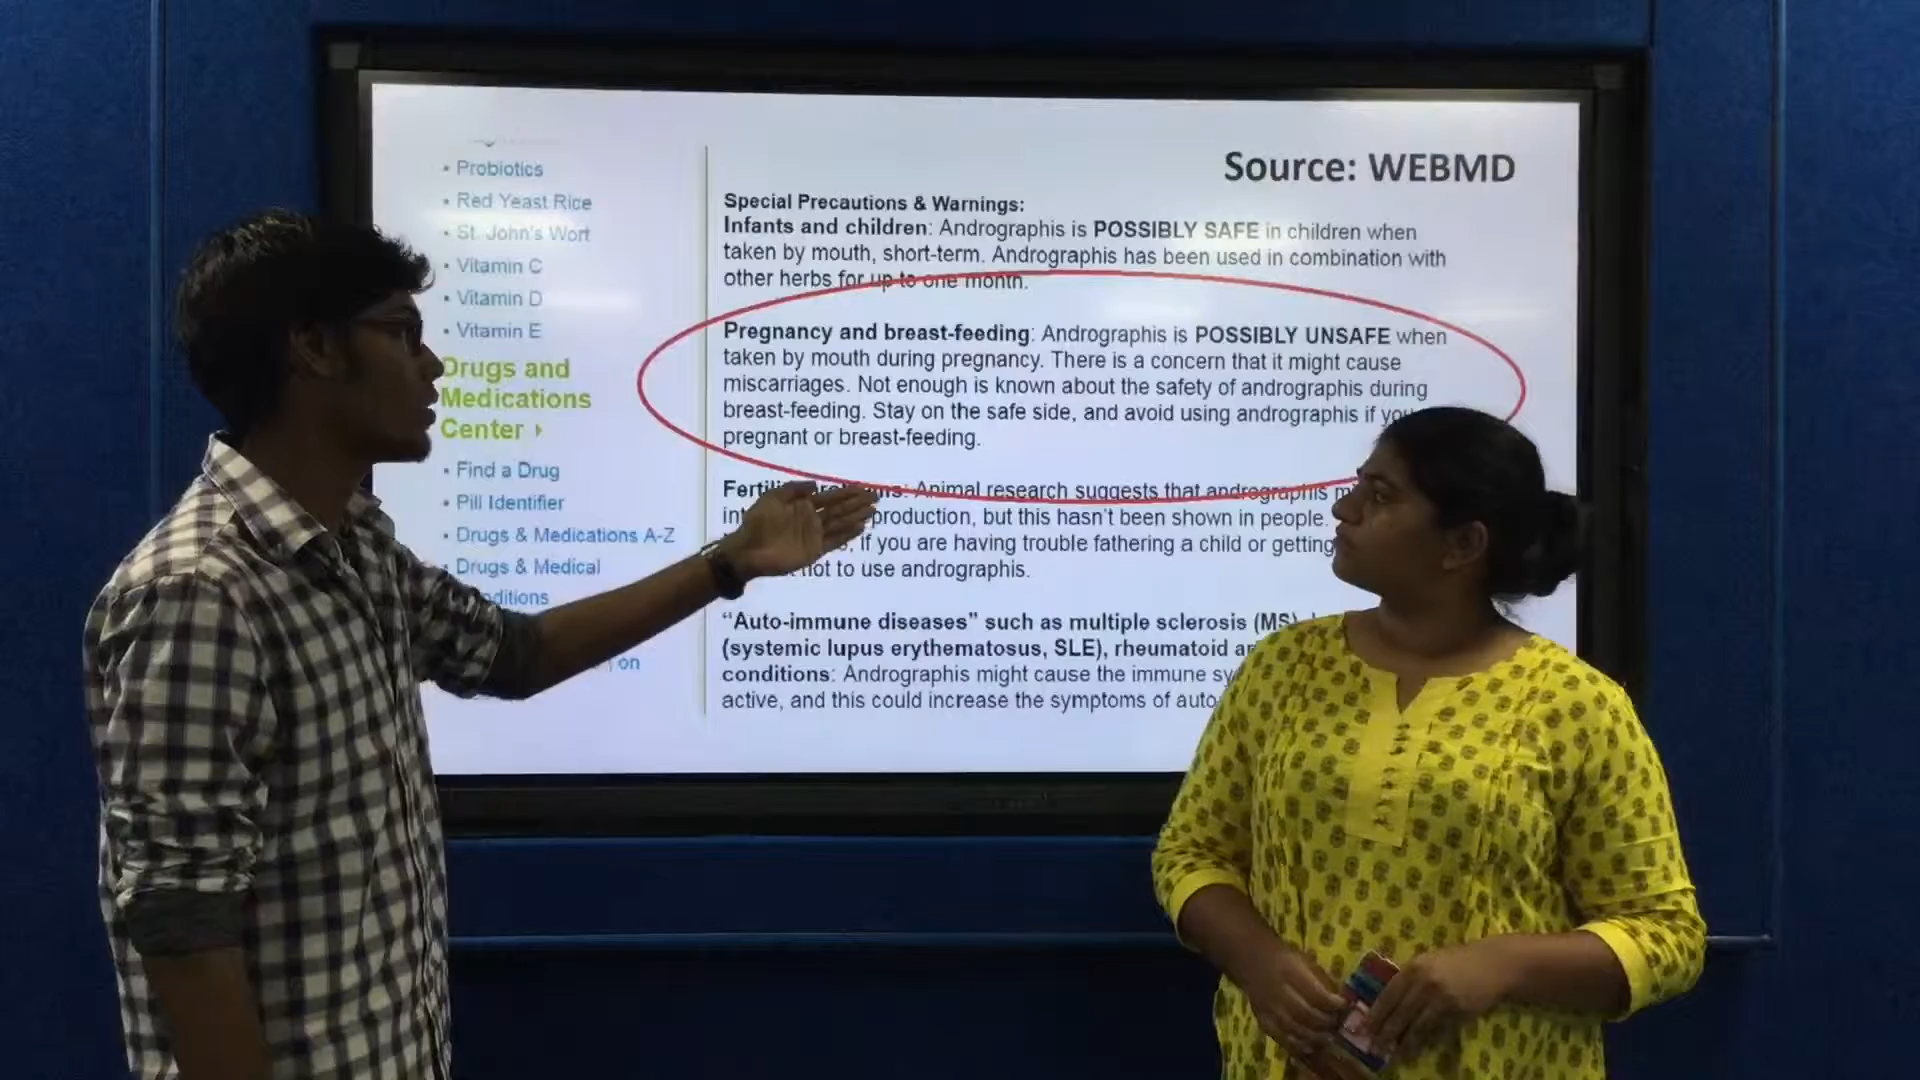 Source: WEBMD
Probiotics
Red Yeast Rice
St. John's Wort
Vitamin C
Vitamin D
Vitamin E
Drugs and
Medications
Center
Find a Drug
Pill Identifier
Drugs & Medications A-Z
Drugs & Medical
on
Special Precautions & Warnings:
Infants and children: Andrographis is POSSIBLY SAFE in children when
taken by mouth, short-term. Andrographis has been used in combination with
other herbs for up to one month.
Pregnancy and breast-feeding: Andrographis is POSSIBLY UNSAFE when
taken by mouth during pregnancy. There is a concern that it might cause
miscarriages. Not enough is known about the safety of andrographis during
breast-feeding. Stay on the safe side, and avoid using andrographis if you
pregnant or breast-feeding.
Animal research suggests that andrographis
but this hasn't been shown in people.
if you are having trouble fathering a child or getting
not to use andrographis.
“Auto-immune diseases” such as multiple sclerosis (MS),
(systemic lupus erythematosus, SLE), rheumatoid
conditions: Andrographis might cause the immune
active, and this could increase the symptoms of